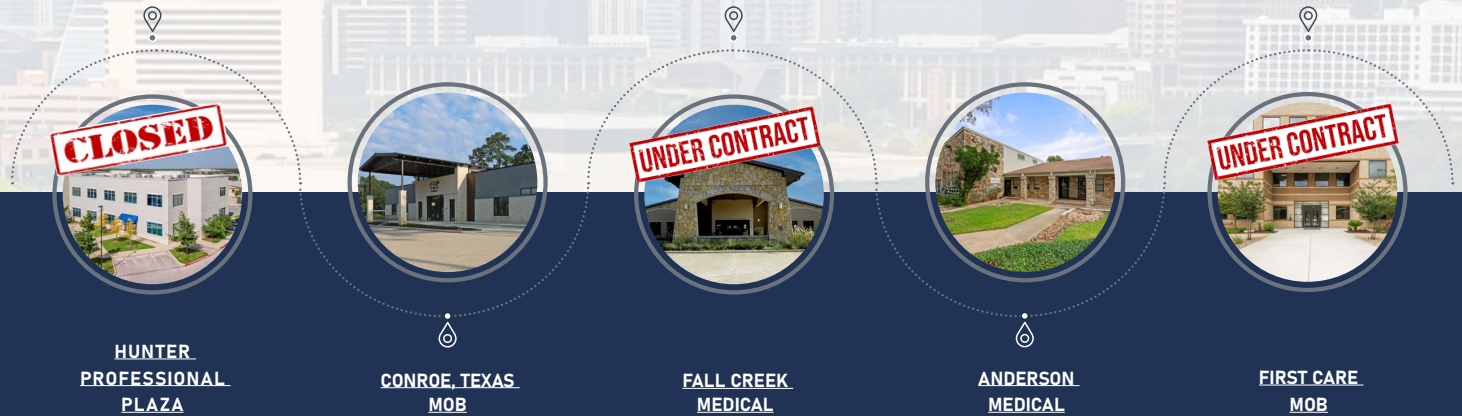 CLOSED
UNDER CONTRACT
UNDER CONTRACT
HUNTER
PROFESSIONAL
PLAZA
CONROE, TEXAS
MOB
FALL CREEK
MEDICAL
ANDERSON
MEDICAL
FIRST CARE
MOB